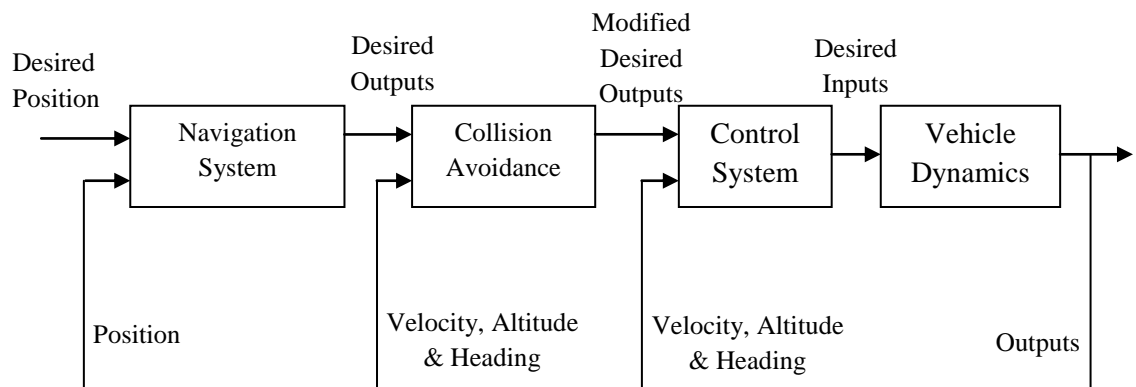 Desired
Position
Navigation
System
Desired
Outputs
Collision
Avoidance
Modified
Desired
Outputs
Control
System
Desired
Inputs
Vehicle
Dynamics
Position
Velocity, Altitude
& Heading
Velocity, Altitude
& Heading
Outputs